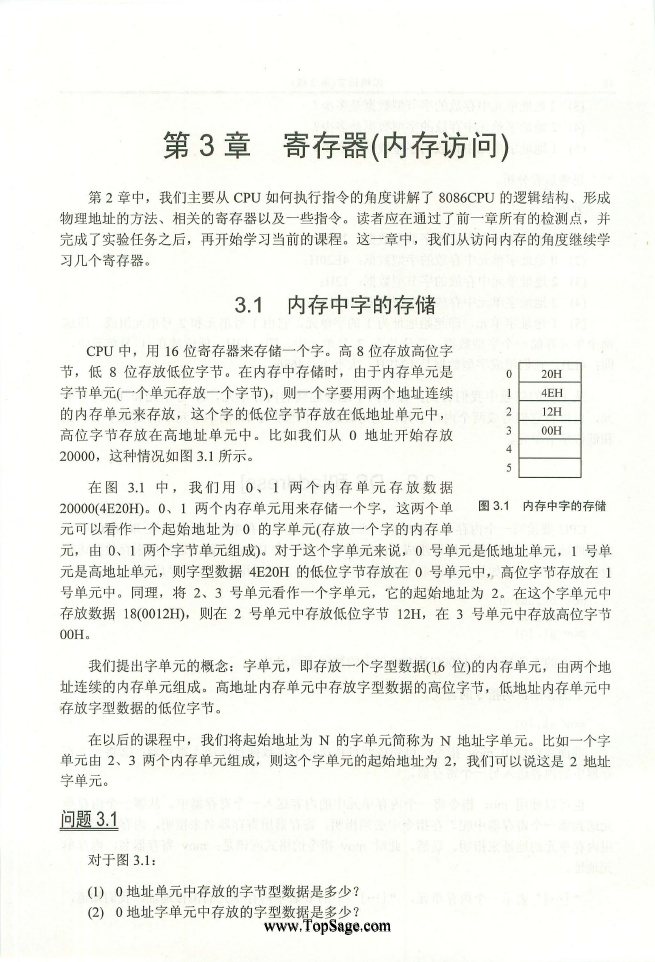 第 3 章 寄存器(内存访问)
第 2 章中，我们主要从 CPU 如何执行指令的角度讲解了 8086CPU 的逻辑结构、形成
物理地址的方法、相关的寄存器以及一些指令。读者应在通过了前一章所有的检测点，并
完成了实验任务之后，再开始学习当前的课程。这一章中，我们从访问内存的角度继续学
习几个寄存器。
3.1 内存中字的存储
CPU 中，用 16 位寄存器来存储一个字。高 8 位存放高位字
节，低 8 位存放低位字节。在内存中存储时，由于内存单元是
字节单元(一个单元存放一个字节)，则一个字要用两个地址连续
的内存单元来存放，这个字的低位字节存放在低地址单元中，
高位字节存放在高地址单元中。比如我们从 0 地址开始存放
20000，这种情况如图 3.1 所示。
0 20H
1 4EH
2 12H
3 00H
4
5
图 3.1 内存中字的存储
在图 3.1 中，我们用 0、1 两个内存单元存放数据
20000(4E20H)。0、1 两个内存单元用来存储一个字，这两个单
元可以看作一个起始地址为 0 的字单元(存放一个字的内存单
元，由 0、1 两个字节单元组成)。对于这个字单元来说，0 号单元是低地址单元，1 号单
元是高地址单元，则字型数据 4E20H 的低位字节存放在 0 号单元中，高位字节存放在 1
号单元中。同理，将 2、3 号单元看作一个字单元，它的起始地址为 2。在这个字单元中
存放数据 18(0012H)，则在 2 号单元中存放低位字节 12H，在 3 号单元中存放高位字节
00H。
我们提出字单元的概念：字单元，即存放一个字型数据(16 位)的内存单元，由两个地
址连续的内存单元组成。高地址内存单元中存放字型数据的高位字节，低地址内存单元中
存放字型数据的低位字节。
在以后的课程中，我们将起始地址为 N 的字单元简称为 N 地址字单元。比如一个字
单元由 2、3 两个内存单元组成，则这个字单元的起始地址为 2，我们可以说这是 2 地址
字单元。
问题 3.1
对于图 3.1：
(1) 0 地址单元中存放的字节型数据是多少？
(2) 0 地址字单元中存放的字型数据是多少？
www.TopSage.com